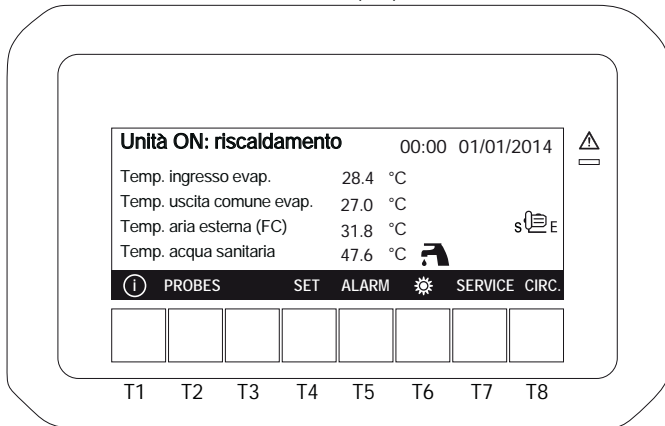 Unità ON: riscaldamento 00:00 01/01/2014
Temp. ingresso evap. 28.4 °C
Temp. uscita comune evap. 27.0 °C
Temp. aria esterna (FC) 31.8 °C
S E
Temp. acqua sanitaria 47.6 °C
i PROBES SET ALARM SERVICE CIRC.
T1 T2 T3 T4 T5 T6 T7 T8